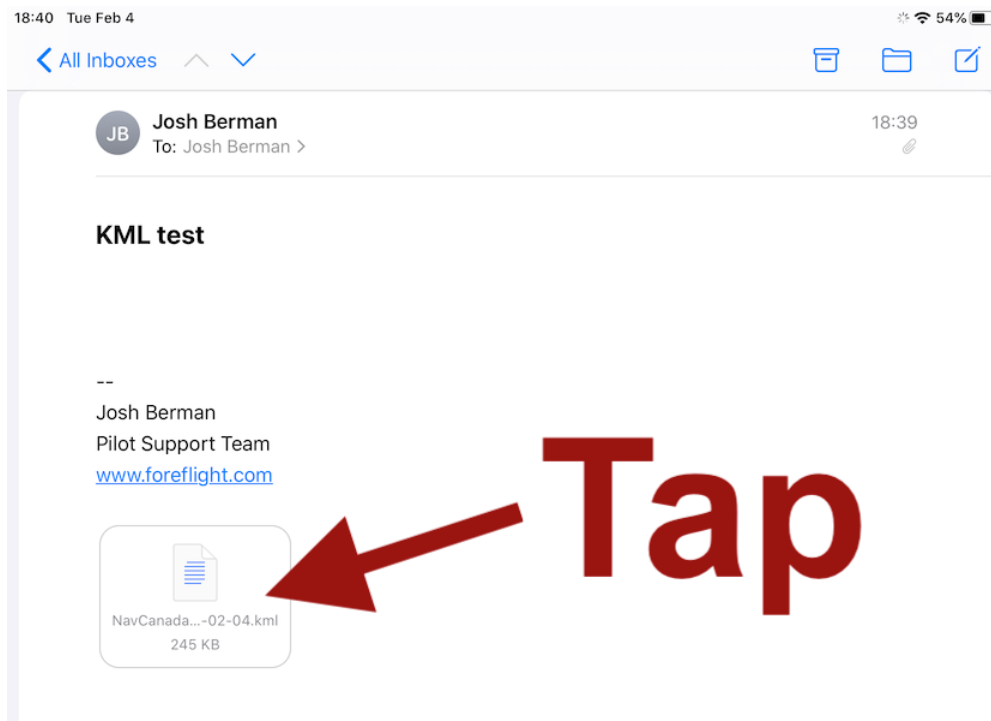 18:40 Tue Feb 4
54%
All Inboxes
JB
Josh Berman
18:39
To: Josh Berman
KML test
--
Josh Berman
Pilot Support Team
www.foreflight.com
Tap
NavCanada...-02-04.kml
245 KB